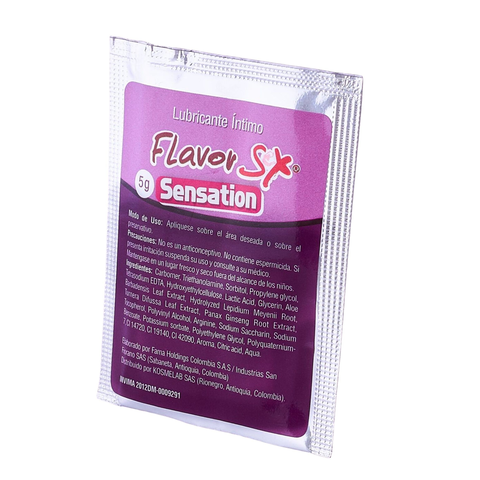 Lubricante Íntimo
Flavor Sx®
5g
Sensation
Modo de Uso: Aplíquese sobre el área deseada o sobre el
preservativo.
Precauciones: No es un anticonceptivo. No contiene espermicida. Si
presenta irritación suspenda su uso y consulte a su médico.
Mantengase en un lugar fresco y seco fuera del alcance de los niños.
Ingredientes: Carbomer, Triethanolamine, Sorbitol, Propylene glycol,
Tetrasodium EDTA, Hydroxyethylcellulose, Lactic Acid, Glycerin, Aloe
Barbadensis Leaf Extract, Hydrolyzed Lepidium Meyenii Root,
Turnera Diffusa Leaf Extract, Panax Ginseng Root Extract,
Tocopherol, Polyvinyl Alcohol, Arginine, Sodium Saccharin, Sodium
Benzoate, Potassium sorbate, Polyethylene Glycol, Polyquaternium-
7 CI 14720, CI 19140, CI 42090, Aroma, Citric acid, Aqua.
Elaborado por Fama Holdings Colombia S.A.S / Industrias San
Fixiano SAS (Sabaneta, Antioquia, Colombia)
Distribuido por KOSMELAB SAS (Rionegro, Antioquia, Colombia).
NVIMA 2012DM-0009291